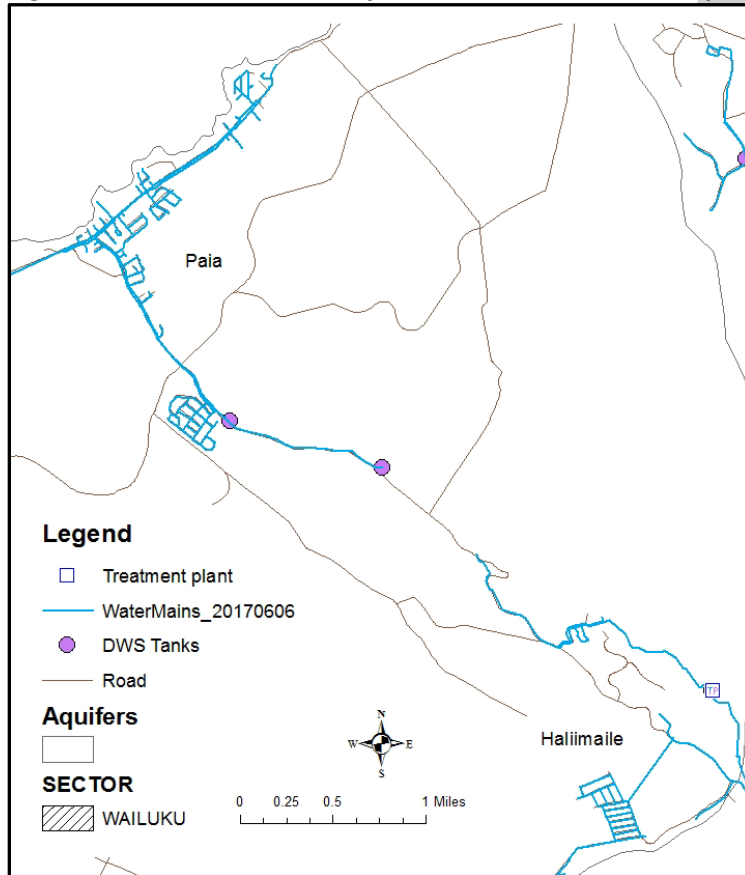 Paia
Legend
Treatment plant
WaterMains_20170606
DWS Tanks
Road
Aquifers
SECTOR
WAILUKU
N
W E
S
0 0.25 0.5 1 Miles
TP
Haliimaile